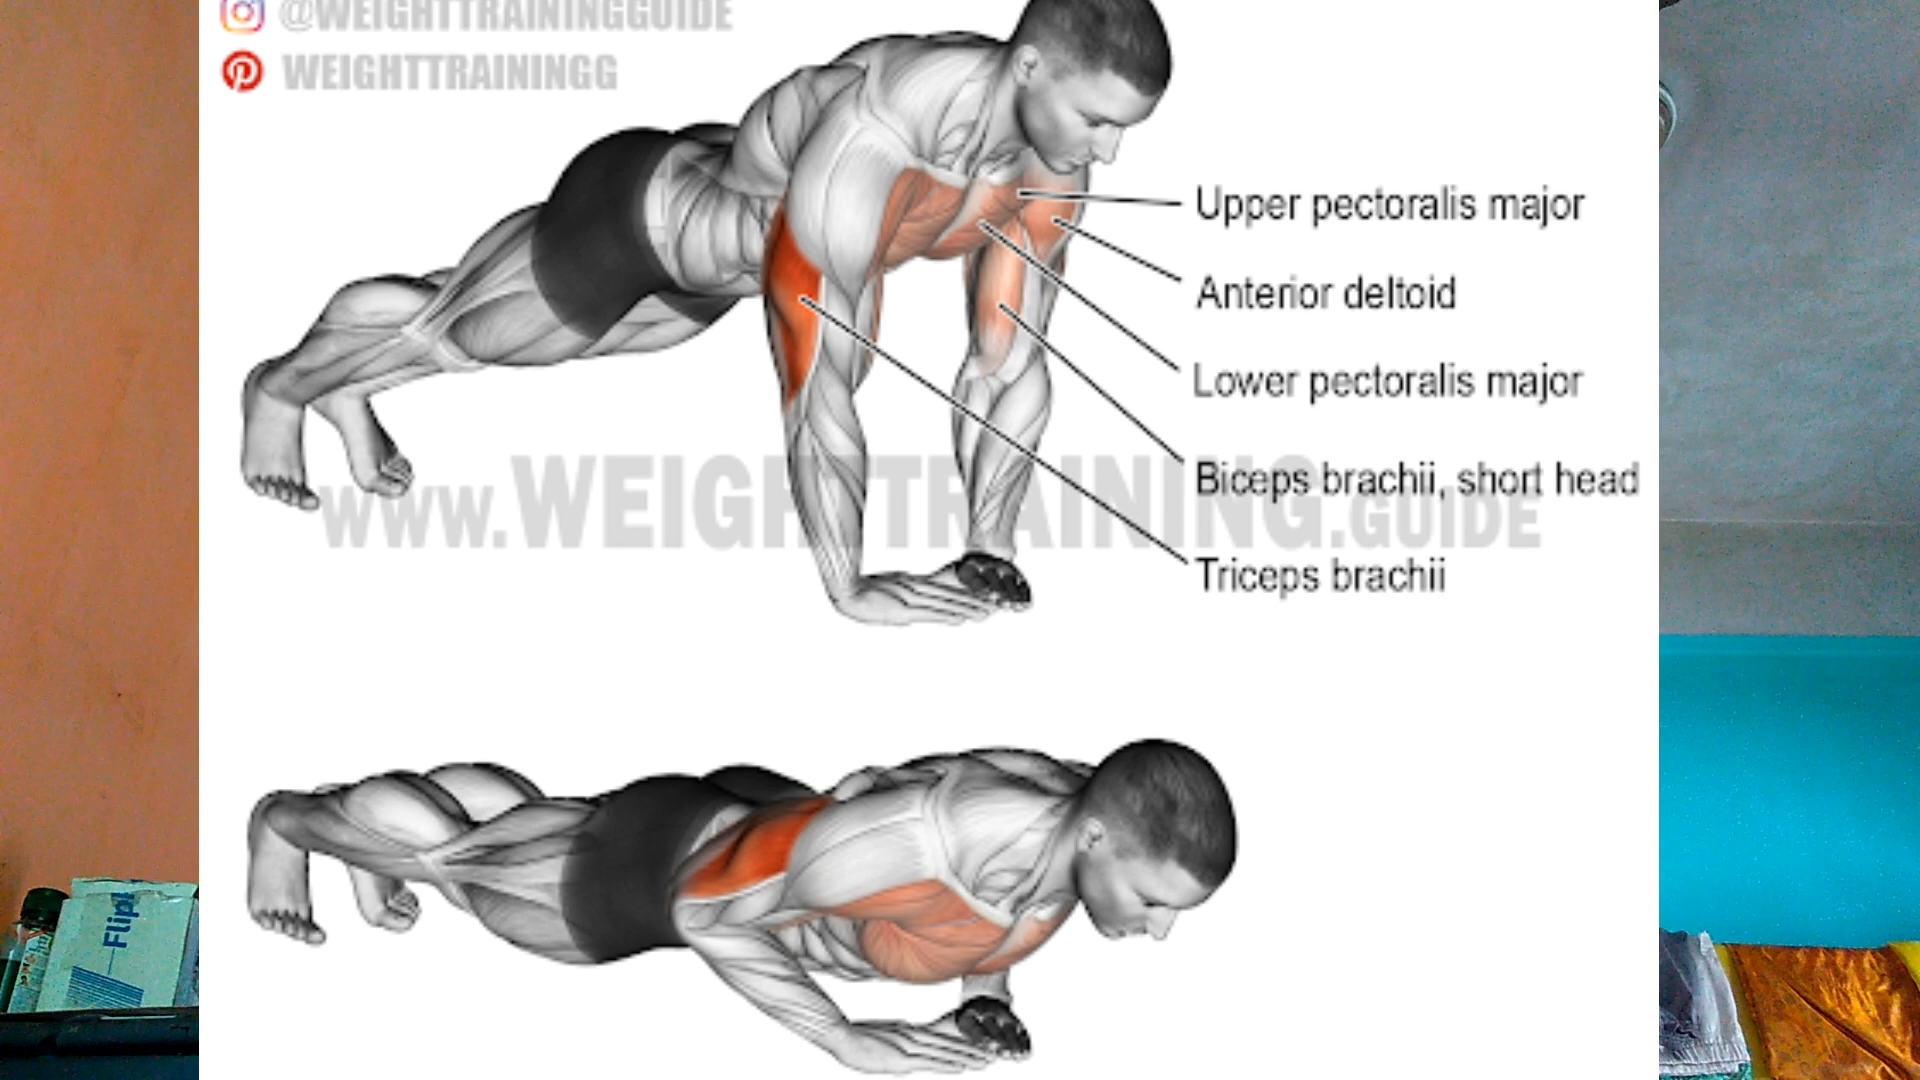 @WEIGHTTRAININGGUIDE
WEIGHTTRAININGG
Upper pectoralis major
Anterior deltoid
Lower pectoralis major
Biceps brachii, short head
www.WEIGHTTRAINING.GUIDE
Triceps brachii
Flip